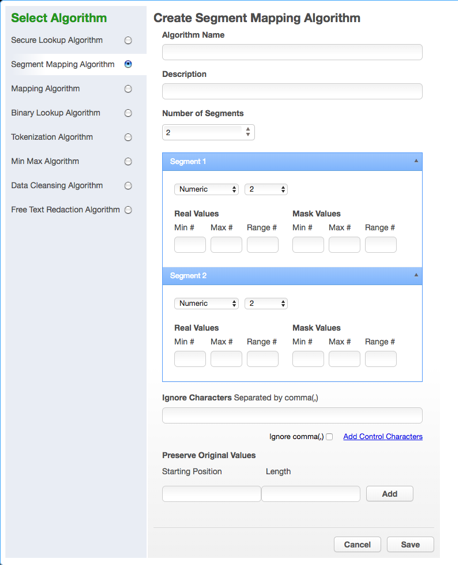 Select Algorithm
Secure Lookup Algorithm
Segment Mapping Algorithm
Mapping Algorithm
Binary Lookup Algorithm
Tokenization Algorithm
Min Max Algorithm
Data Cleansing Algorithm
Free Text Redaction Algorithm
Create Segment Mapping Algorithm
Algorithm Name
Description
Number of Segments
2
Segment 1
Numeric 2
Real Values Mask Values
Min # Max # Range # Min # Max # Range #
Segment 2
Numeric 2
Real Values Mask Values
Min # Max # Range # Min # Max # Range #
Ignore Characters Separated by comma(,)
Ignore comma(,) Add Control Characters
Preserve Original Values
Starting Position Length
Add
Cancel Save